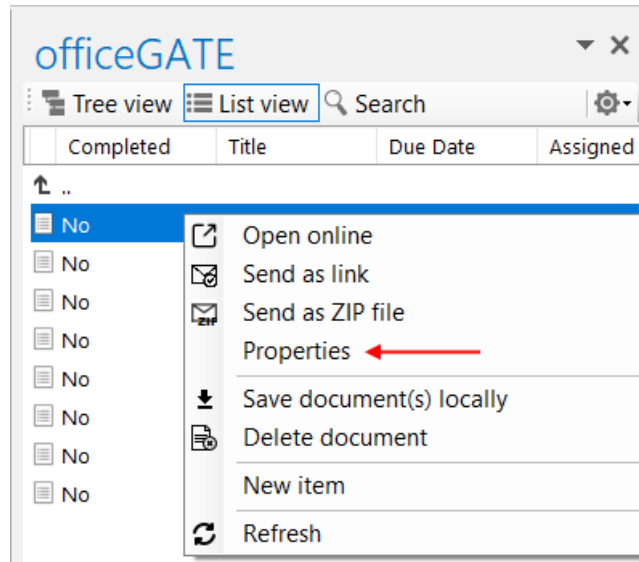 officeGATE
Tree view List view Search
Completed Title Due Date Assigned
..
No
Open online
No
Send as link
No
Send as ZIP file
No
Properties
No
Save document(s) locally
No
Delete document
No
New item
No
Refresh